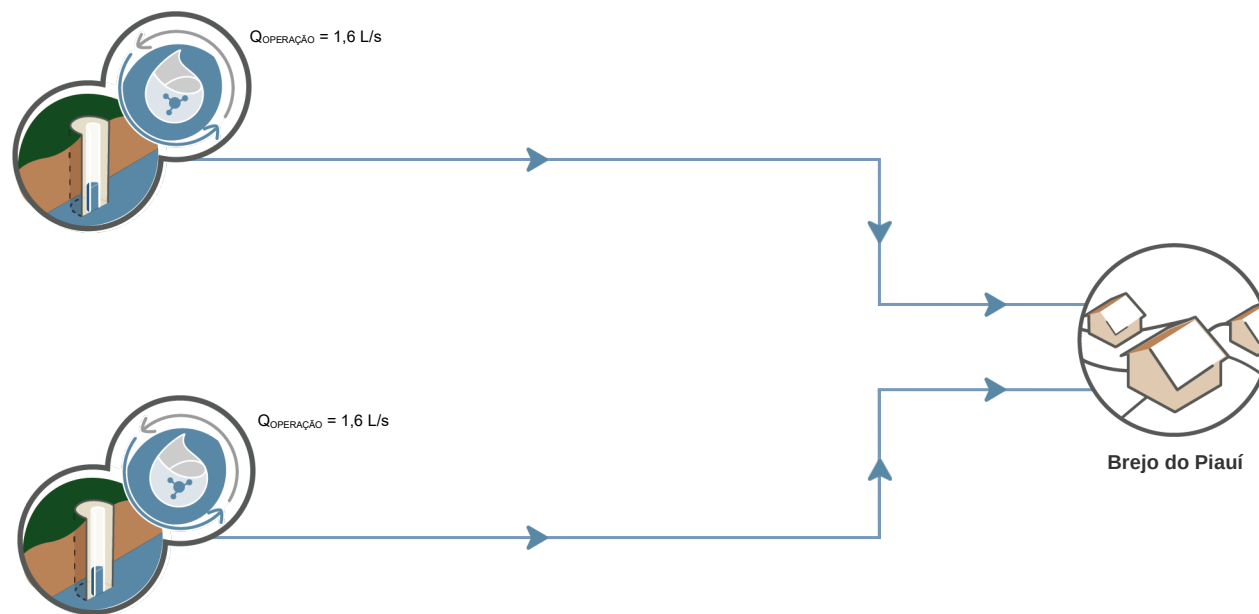 QOPERAÇÃO = 1,6 L/s
QOPERAÇÃO = 1,6 L/s
Brejo do Piauí